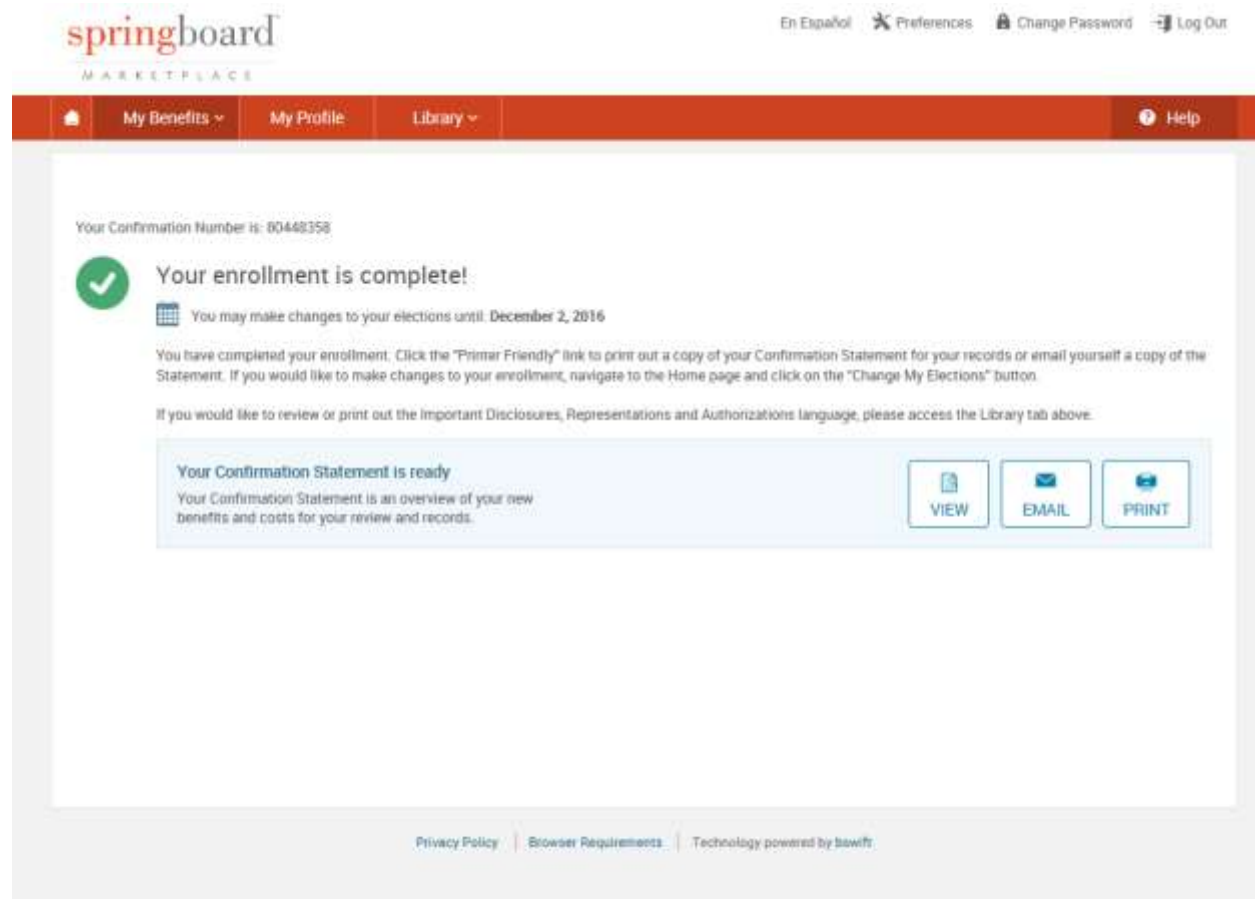 springboard
MARKETPLACE
En Español Preferences Change Password Log Out
My Benefits My Profile Library Help
Your Confirmation Number is: 80448358
Your enrollment is complete!
You may make changes to your elections until: December 2, 2016
You have completed your enrollment. Click the "Printer Friendly" link to print out a copy of your Confirmation Statement for your records or email yourself a copy of the
Statement. If you would like to make changes to your enrollment, navigate to the Home page and click on the "Change My Elections" button.
If you would like to review or print out the Important Disclosures, Representations and Authorizations language, please access the Library tab above.
Your Confirmation Statement is ready
Your Confirmation Statement is an overview of your new
benefits and costs for your review and records.
VIEW EMAIL PRINT
Privacy Policy Browser Requirements Technology powered by bswift